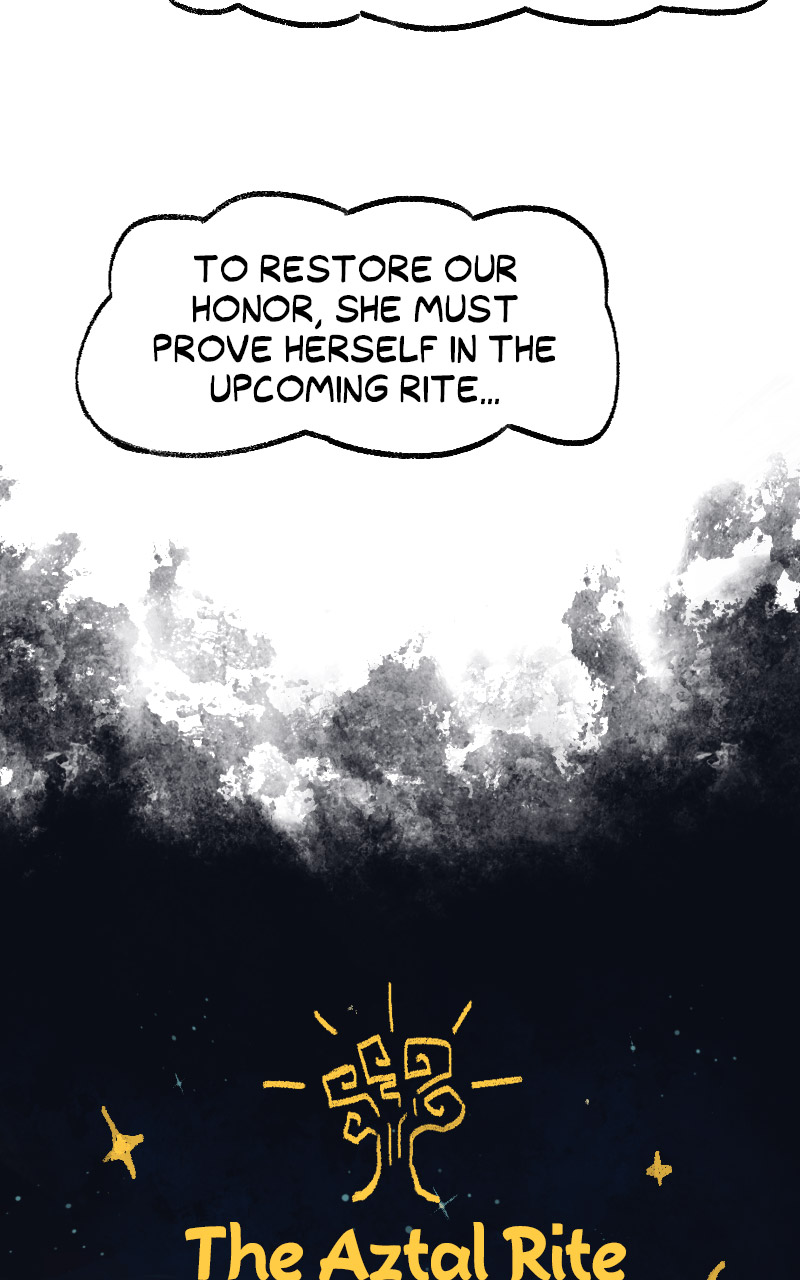 TO RESTORE OUR
HONOR, SHE MUST
PROVE HERSELF IN THE
UPCOMING RITE...
The Aztal Rite